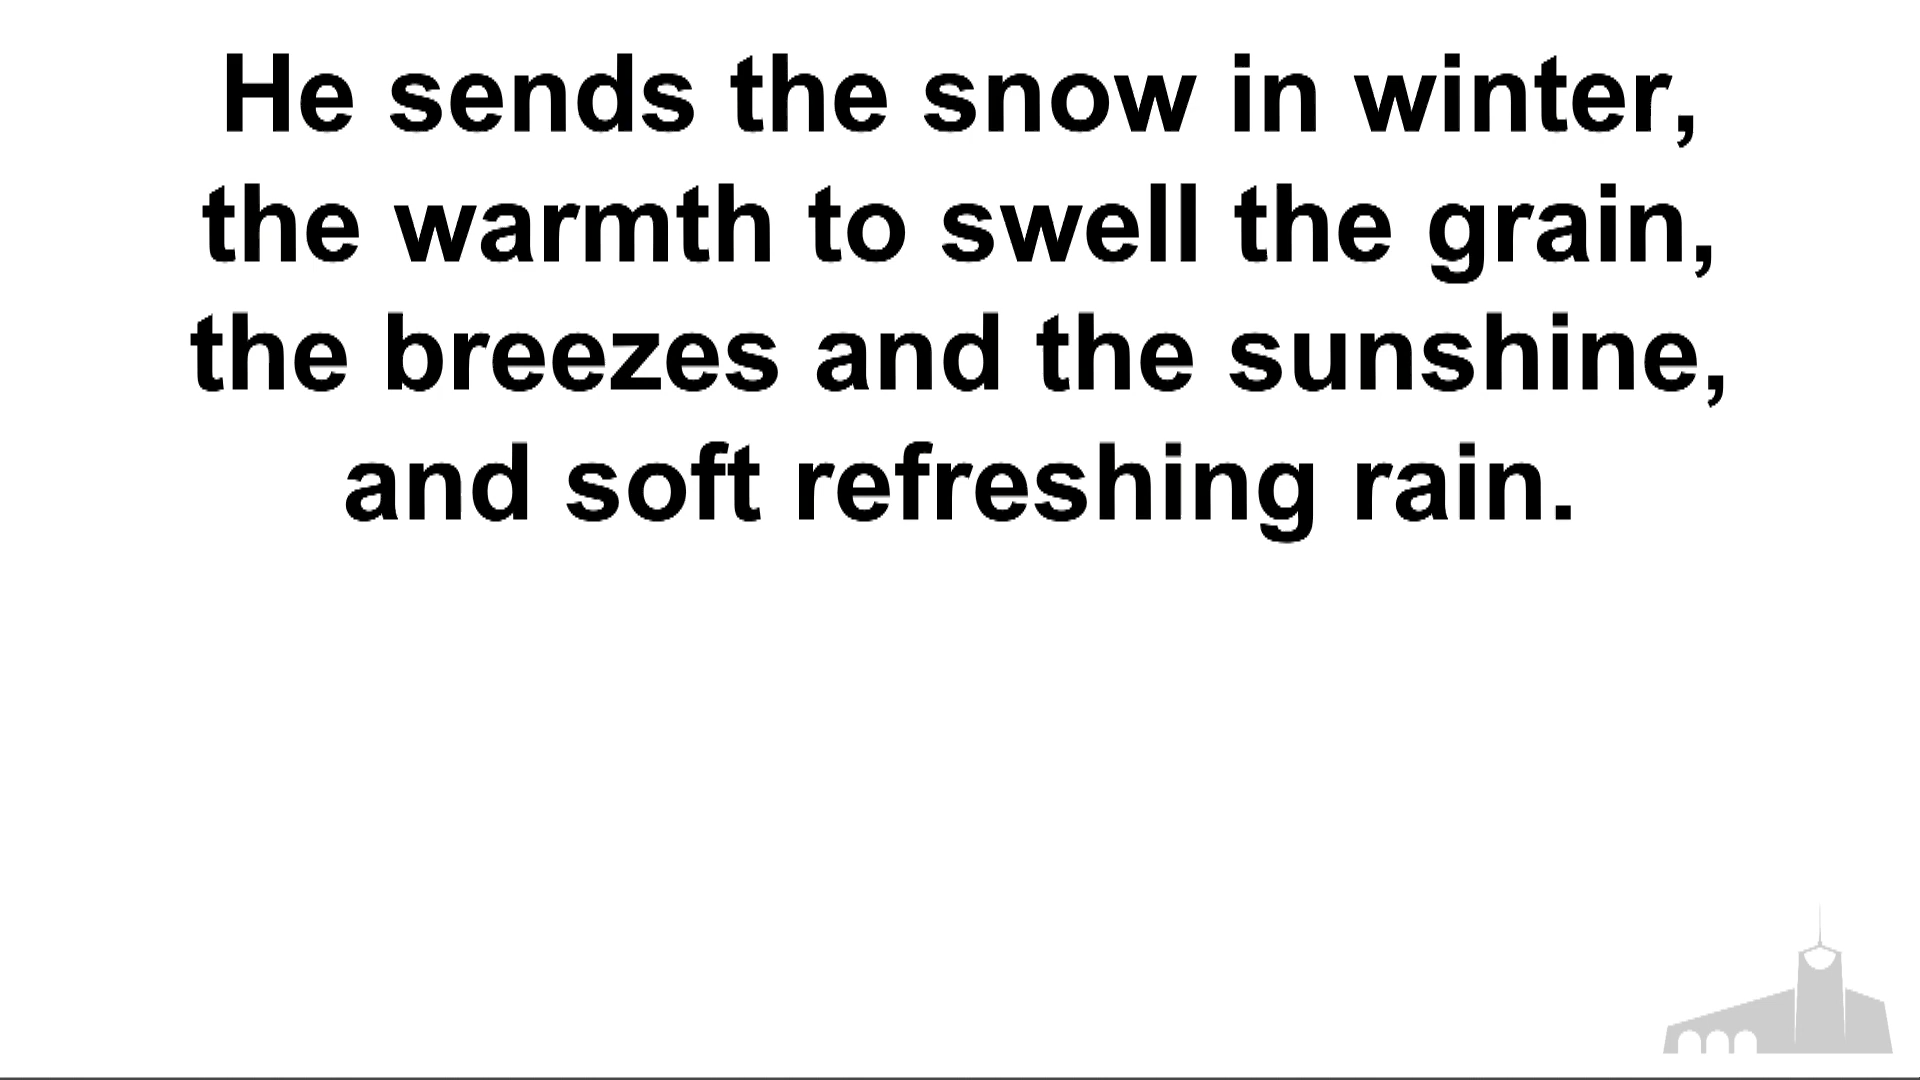 He sends the snow in winter,
the warmth to swell the grain,
the breezes and the sunshine,
and soft refreshing rain.